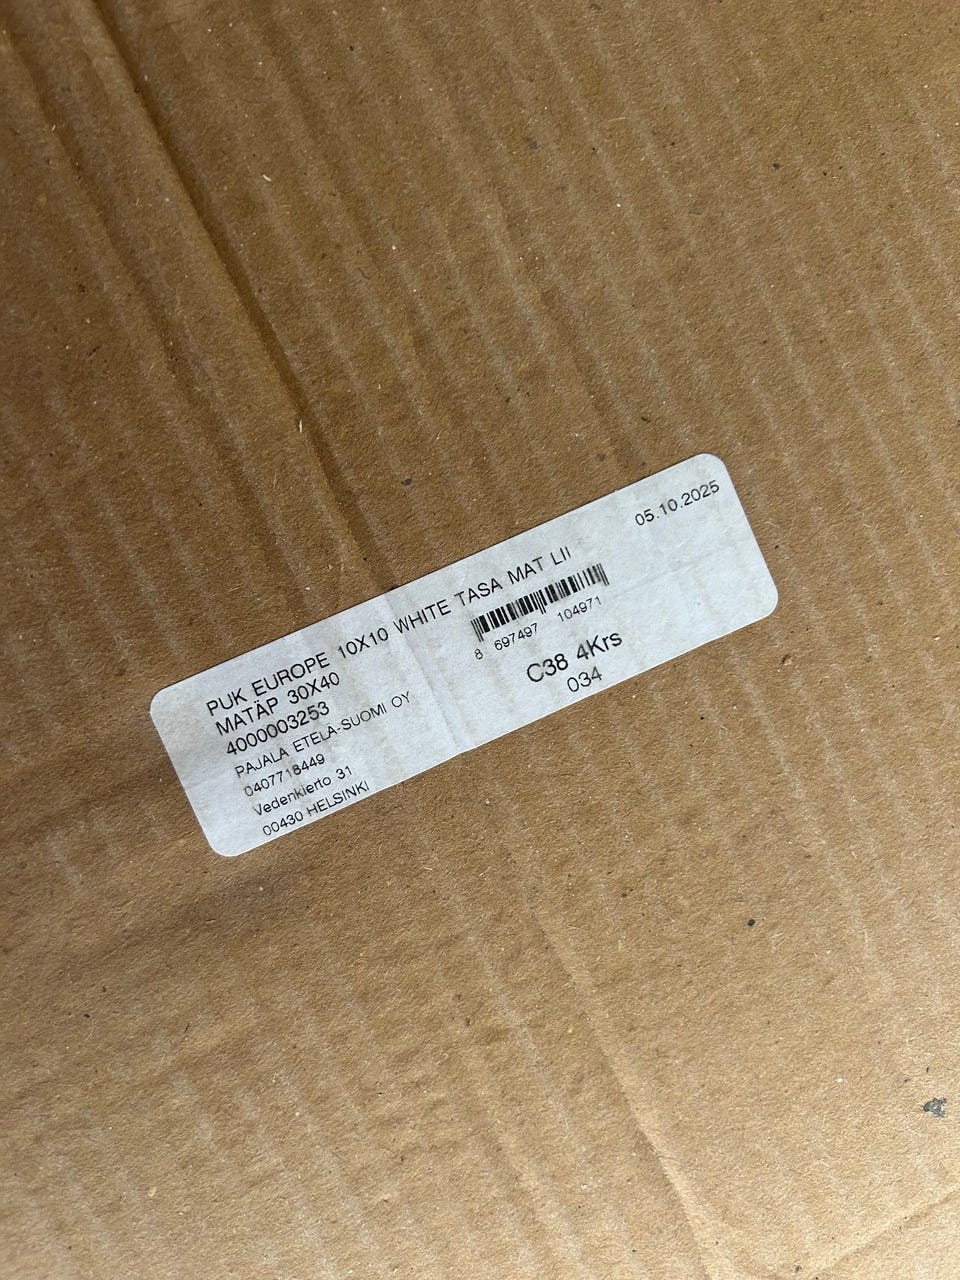 05.10.2025
PUK EUROPE 10X10 WHITE TASA MAT LII
MATAP 30X40
4000003253
PAJALA ETELÄ-SUOMI OY
0407718449
Vedenkierto 31
00430 HELSINKI
8 697497 104971
C38 4Krs
034